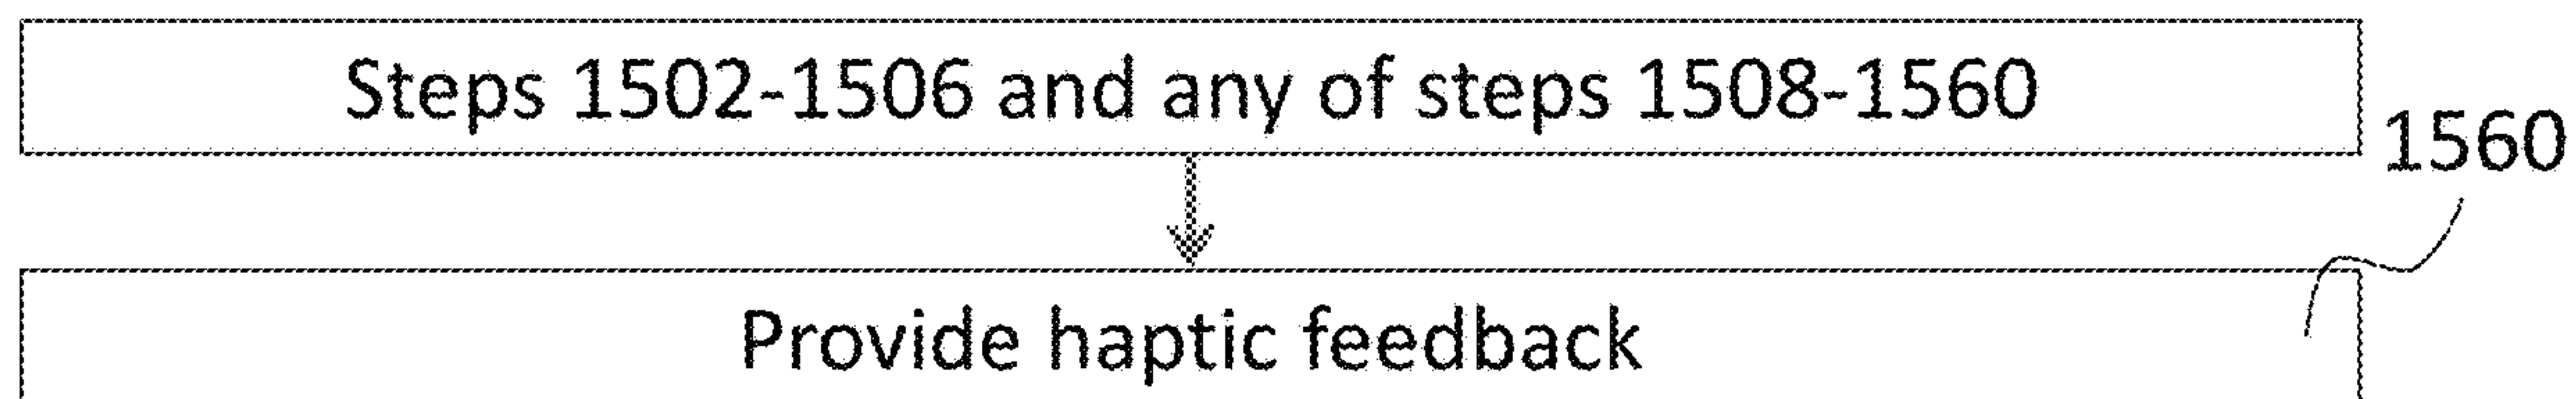 Steps 1502-1506 and any of steps 1508-1560
1560
Provide haptic feedback